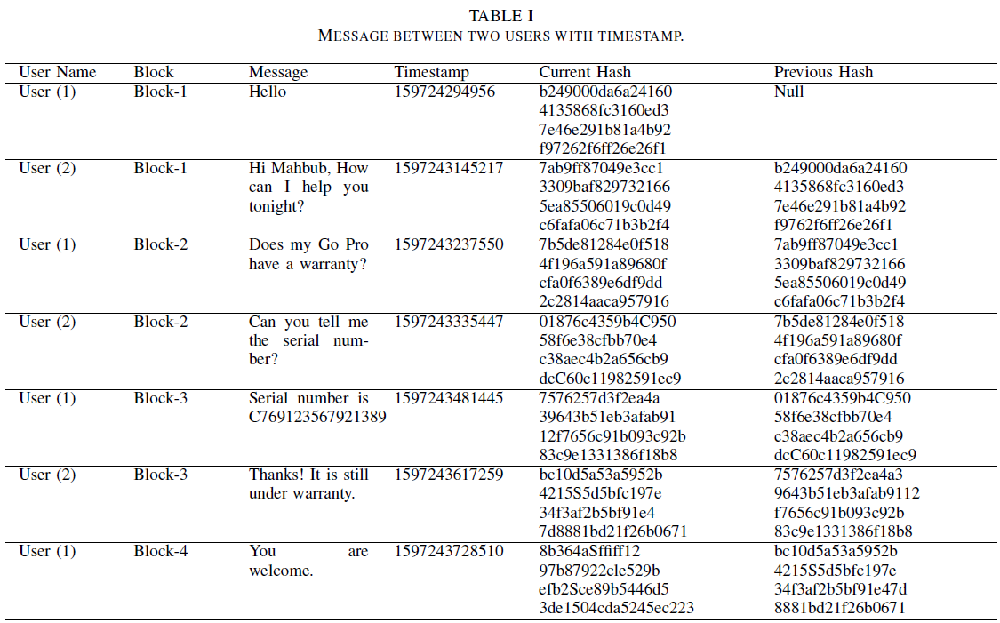 TABLE I
MESSAGE BETWEEN TWO USERS WITH TIMESTAMP.
User Name Block Message Timestamp Current Hash Previous Hash
User (1) Block-1 Hello 159724294956 b249000da6a24160 Null
4135868fc3160ed3
7e46e291b81a4b92
f97262f6ff26e26f1
User (2) Block-1 Hi Mahbub, How 1597243145217 7ab9ff87049e3cc1 b249000da6a24160
can I help you 3309baf829732166 4135868fc3160ed3
tonight? 5ea85506019c0d49 7e46e291b81a4b92
c6fafa06c71b3b2f4 f9762f6ff26e26f1
User (1) Block-2 Does my Go Pro 1597243237550 7b5de81284e0f518 7ab9ff87049e3cc1
have a warranty? 4f196a591a89680f 3309baf829732166
cfa0f6389e6df9dd 5ea85506019c0d49
2c2814aaca957916 c6fafa06c71b3b2f4
User (2) Block-2 Can you tell me 1597243335447 01876c4359b4C950 7b5de81284e0f518
the serial num- 58f6e38cfbb70e4 4f196a591a89680f
ber? c38aec4b2a656cb9 cfa0f6389e6df9dd
dcC60c11982591ec9 2c2814aaca957916
User (1) Block-3 Serial number is 1597243481445 7576257d3f2ea4a 01876c4359b4C950
C769123567921389 39643b51eb3afab91 58f6e38cfbb70e4
12f7656c91b093c92b c38aec4b2a656cb9
83c9e1331386f18b8 dcC60c11982591ec9
User (2) Block-3 Thanks! It is still 1597243617259 bc10d5a53a5952b 7576257d3f2ea4a3
under warranty. 4215S5d5bfc197e 9643b51eb3afab9112
34f3af2b5bf91e4 f7656c91b093c92b
7d8881bd21f26b0671 83c9e1331386f18b8
User (1) Block-4 You are 1597243728510 8b364aSffiff12 bc10d5a53a5952b
welcome. 97b87922cle529b 4215S5d5bfc197e
efb2Sce89b5446d5 34f3af2b5bf91e47d
3de1504cda5245ec223 8881bd21f26b0671